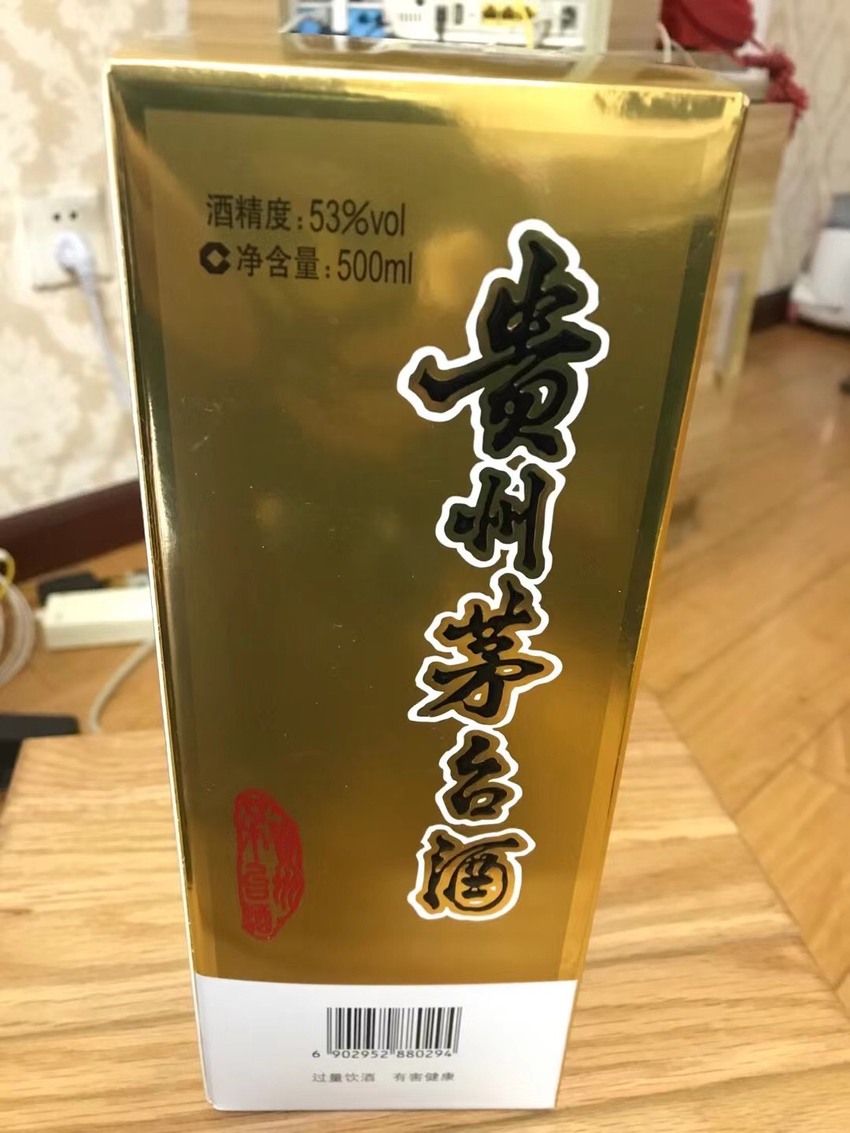 酒精度:53%vol
净含量:500ml
貴州茅台酒
6 902952 880294
过量饮酒 有害健康